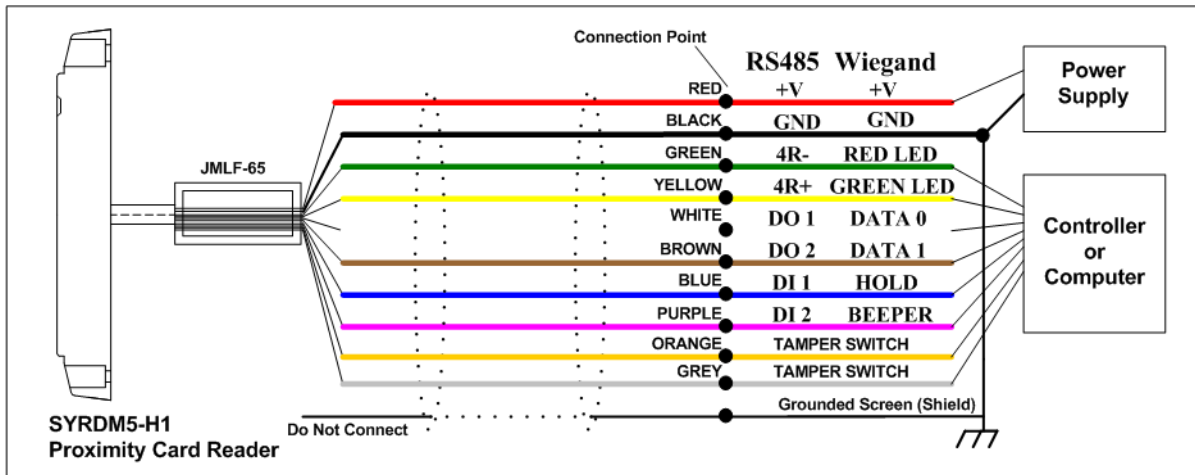 Connection Point
RS485 Wiegand
RED +V +V
Power
Supply
BLACK GND GND
JMLF-65
GREEN 4R- RED LED
YELLOW 4R+ GREEN LED
WHITE DO 1 DATA 0
BROWN DO 2 DATA 1
Controller
or
Computer
BLUE DI 1 HOLD
PURPLE DI 2 BEEPER
ORANGE TAMPER SWITCH
GREY TAMPER SWITCH
Grounded Screen (Shield)
Do Not Connect
SYRDM5-H1
Proximity Card Reader